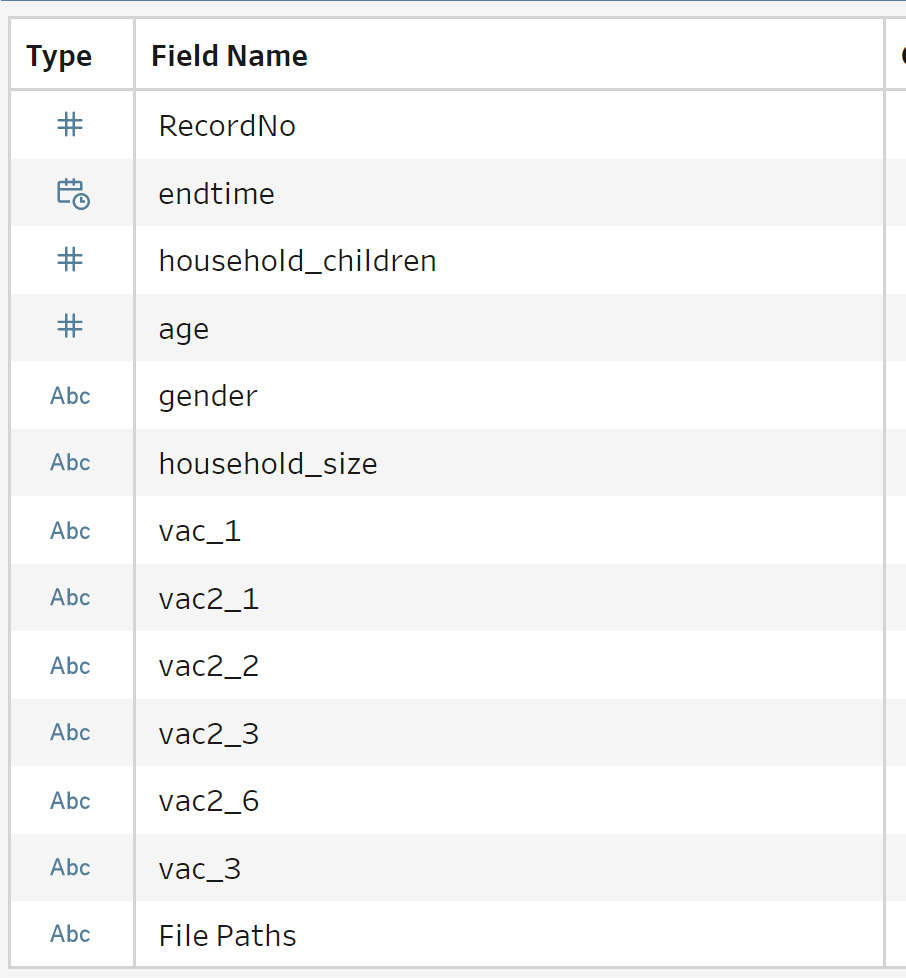 Type Field Name
# RecordNo
endtime
# household_children
# age
Abc gender
Abc household_size
Abc vac_1
Abc vac2_1
Abc vac2_2
Abc vac2_3
Abc vac2_6
Abc vac_3
Abc File Paths